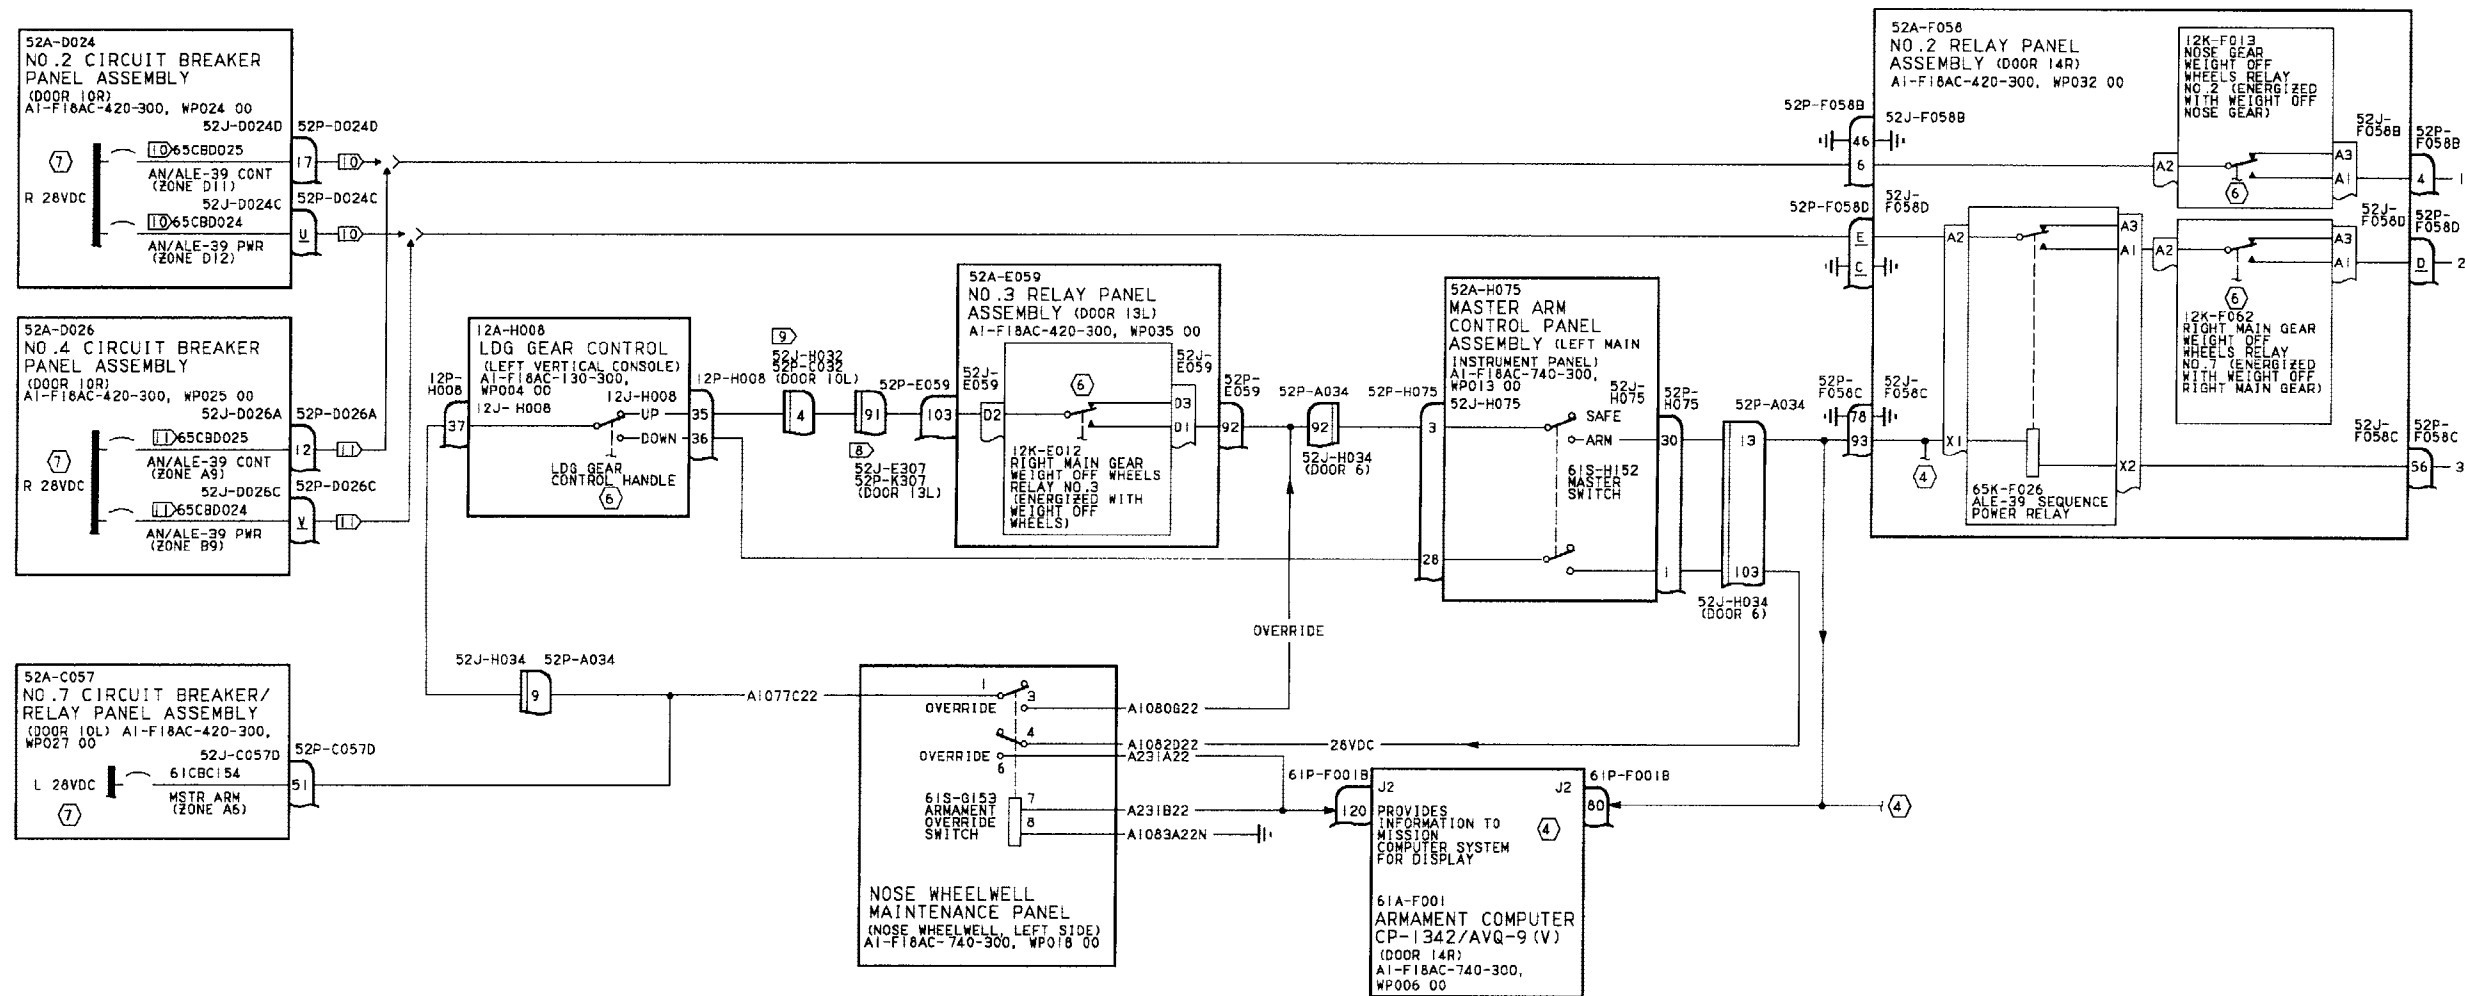 52A-D024
NO.2 CIRCUIT BREAKER
PANEL ASSEMBLY
(DOOR 10R)
A1-F18AC-420-300, WP024 00
52J-D024D
52P-D024D
7
10
65CBD025
17
10
AN/ALE-39 CONT
(ZONE D11)
R 28VDC
52J-D024C
52P-D024C
10
65CBD024
U
10
AN/ALE-39 PWR
(ZONE D12)
52A-D026
NO.4 CIRCUIT BREAKER
PANEL ASSEMBLY
(DOOR 10R)
A1-F18AC-420-300, WP025 00
52J-D026A
52P-D026A
7
11
65CBD025
12
11
AN/ALE-39 CONT
(ZONE A9)
R 28VDC
52J-D026C
52P-D026C
11
65CBD024
V
11
AN/ALE-39 PWR
(ZONE B9)
52A-C057
NO.7 CIRCUIT BREAKER/
RELAY PANEL ASSEMBLY
(DOOR 10L) A1-F18AC-420-300,
WP027 00
52J-C057D
52P-C057D
61CBC154
L 28VDC
51
MSTR ARM
(ZONE A6)
7
12P-
H008
37
12A-H008
LDG GEAR CONTROL
(LEFT VERTICAL CONSOLE)
A1-F18AC-130-300,
WP004 00
12J-H008
12J-H008
UP
DOWN
35
36
LDG GEAR
CONTROL HANDLE
6
12P-H008
9
52J-H032
52P-C032
(DOOR 10L)
4
91
8
52J-E307
52P-K307
(DOOR 13L)
52P-E059
103
52A-E059
NO.3 RELAY PANEL
ASSEMBLY (DOOR 13L)
A1-F18AC-420-300, WP035 00
52J-
E059
52J-
E059
6
D2
D3
D1
12K-E012
RIGHT MAIN GEAR
WEIGHT OFF WHEELS
RELAY NO.3
(ENERGIZED WITH
WEIGHT OFF
WHEELS)
52P-
E059
92
52P-A034
92
52J-H034
(DOOR 6)
OVERRIDE
52P-H075
3
28
52A-H075
MASTER ARM
CONTROL PANEL
ASSEMBLY (LEFT MAIN
INSTRUMENT PANEL)
A1-F18AC-740-300,
WP013 00
52J-H075
52J-
H075
SAFE
ARM
61S-H152
MASTER
SWITCH
52P-
H075
30
1
52P-A034
13
103
52J-H034
(DOOR 6)
52J-H034
52P-A034
9
A1077C22
1
3
OVERRIDE
4
OVERRIDE
6
61S-G153
ARMAMENT
OVERRIDE
SWITCH
7
8
NOSE WHEELWELL
MAINTENANCE PANEL
(NOSE WHEELWELL, LEFT SIDE)
A1-F18AC-740-300, WP018 00
A1080G22
A1082D22
28VDC
A231A22
A231B22
A1083A22N
61P-F001B
120
J2
J2
PROVIDES
INFORMATION TO
MISSION
COMPUTER SYSTEM
FOR DISPLAY
4
61A-F001
ARMAMENT COMPUTER
CP-1342/AVQ-9(V)
(DOOR 14R)
A1-F18AC-740-300,
WP006 00
61P-F001B
80
4
52A-F058
NO.2 RELAY PANEL
ASSEMBLY (DOOR 14R)
A1-F18AC-420-300, WP032 00
52P-F058B
52J-F058B
46
6
52P-F058D
52J-
F058D
E
C
52P-
F058C
52J-
F058C
78
93
4
A2
A3
A1
X1
X2
65K-F026
ALE-39 SEQUENCE
POWER RELAY
12K-F013
NOSE GEAR
WEIGHT OFF
WHEELS RELAY
NO.2 (ENERGIZED
WITH WEIGHT OFF
NOSE GEAR)
A2
A3
A1
6
52J-
F058B
52P-
F058B
4
1
A2
A3
A1
6
12K-F062
RIGHT MAIN GEAR
WEIGHT OFF
WHEELS RELAY
NO.7 (ENERGIZED
WITH WEIGHT OFF
RIGHT MAIN GEAR)
52J-
F058D
52P-
F058D
D
2
52J-
F058C
52P-
F058C
56
3